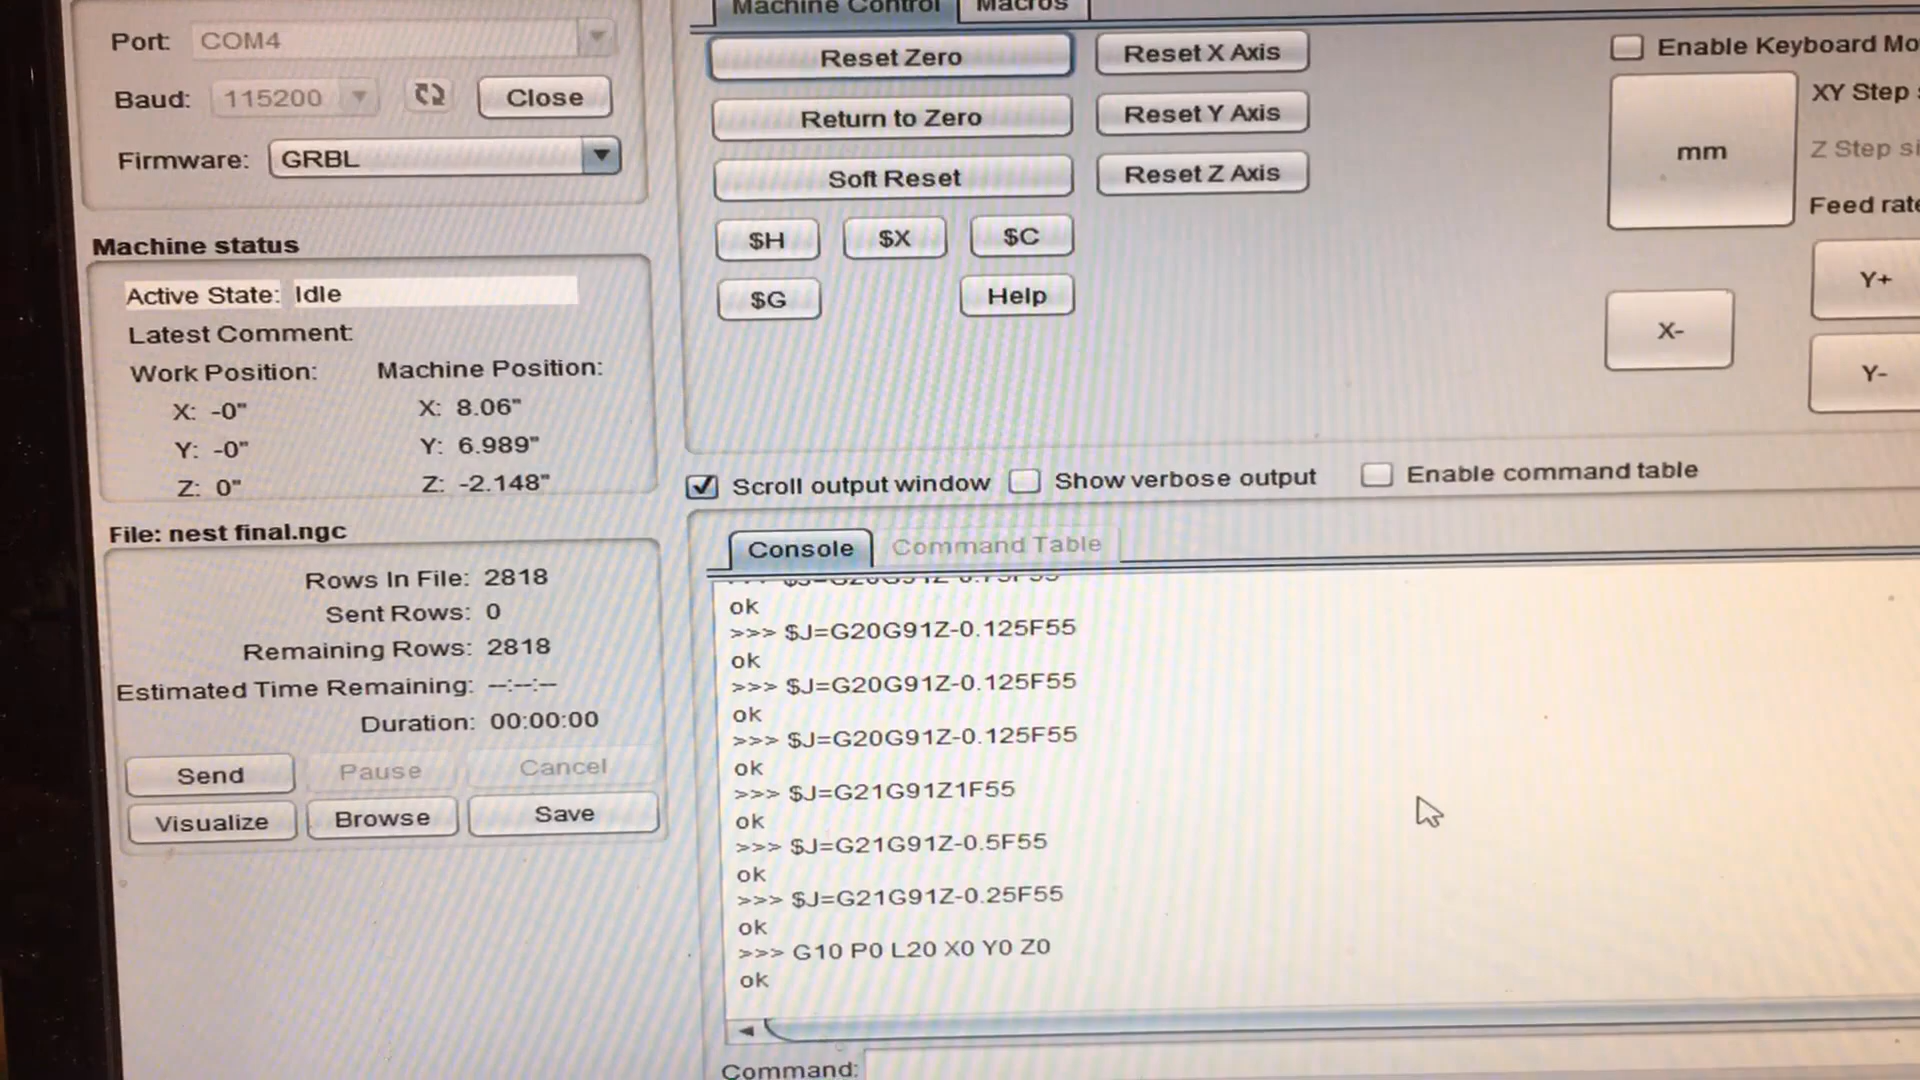 Port: COM4
Baud: 115200 Close
Firmware: GRBL
Machine status
Active State: Idle
Latest Comment:
Work Position: Machine Position:
X: -0" X: 8.06"
Y: -0" Y: 6.989"
Z: 0" Z: -2.148"
File: nest final.ngc
Rows In File: 2818
Sent Rows: 0
Remaining Rows: 2818
Estimated Time Remaining: --:--:--
Duration: 00:00:00
Send Pause Cancel
Visualize Browse Save
Machine Control Macros
Reset Zero Reset X Axis
Return to Zero Reset Y Axis
Soft Reset Reset Z Axis
$H $X $C
$G Help
Enable Keyboard Mo
mm
XY Step
Z Step si
Feed rate
Y+
X-
Y-
Scroll output window Show verbose output Enable command table
Console Command Table
ok
>>> $J=G20G91Z-0.125F55
ok
>>> $J=G20G91Z-0.125F55
ok
>>> $J=G20G91Z-0.125F55
ok
>>> $J=G21G91Z1F55
ok
>>> $J=G21G91Z-0.5F55
ok
>>> $J=G21G91Z-0.25F55
ok
>>> G10 P0 L20 X0 Y0 Z0
ok
Command: